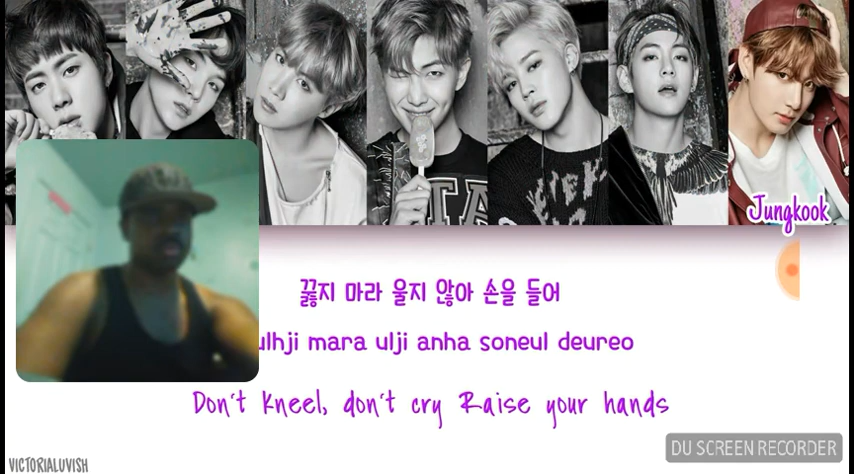 Jungkook
꿇지 마라 울지 않아 손을 들어
ulhji mara ulji anha soneul deureo
Don't kneel, don't cry Raise your hands
DU SCREEN RECORDER
VICTORIALUVISH